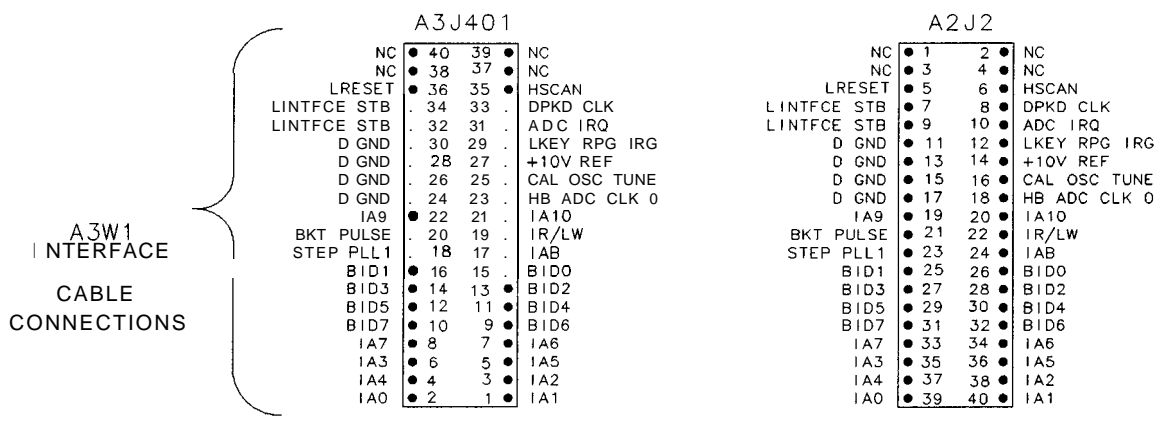 A3J401 A2J2
NC 40 39 NC NC 1 2 NC
NC 38 37 NC NC 3 4 NC
LRESET 36 35 HSCAN LRESET 5 6 HSCAN
LINTFCE STB 34 33 DPKD CLK LINTFCE STB 7 8 DPKD CLK
LINTFCE STB 32 31 ADC IRQ LINTFCE STB 9 10 ADC IRQ
D GND 30 29 LKEY RPG IRG D GND 11 12 LKEY RPG IRG
D GND 28 27 +10V REF D GND 13 14 +10V REF
D GND 26 25 CAL OSC TUNE D GND 15 16 CAL OSC TUNE
D GND 24 23 HB ADC CLK 0 D GND 17 18 HB ADC CLK 0
IA9 22 21 IA10 IA9 19 20 IA10
BKT PULSE 20 19 IR/LW BKT PULSE 21 22 IR/LW
STEP PLL1 18 17 IAB STEP PLL1 23 24 IAB
BID1 16 15 BID0 BID1 25 26 BID0
BID3 14 13 BID2 BID3 27 28 BID2
BID5 12 11 BID4 BID5 29 30 BID4
BID7 10 9 BID6 BID7 31 32 BID6
IA7 8 7 IA6 IA7 33 34 IA6
IA3 6 5 IA5 IA3 35 36 IA5
IA4 4 3 IA2 IA4 37 38 IA2
IA0 2 1 IA1 IA0 39 40 IA1
A3W1
INTERFACE
CABLE
CONNECTIONS